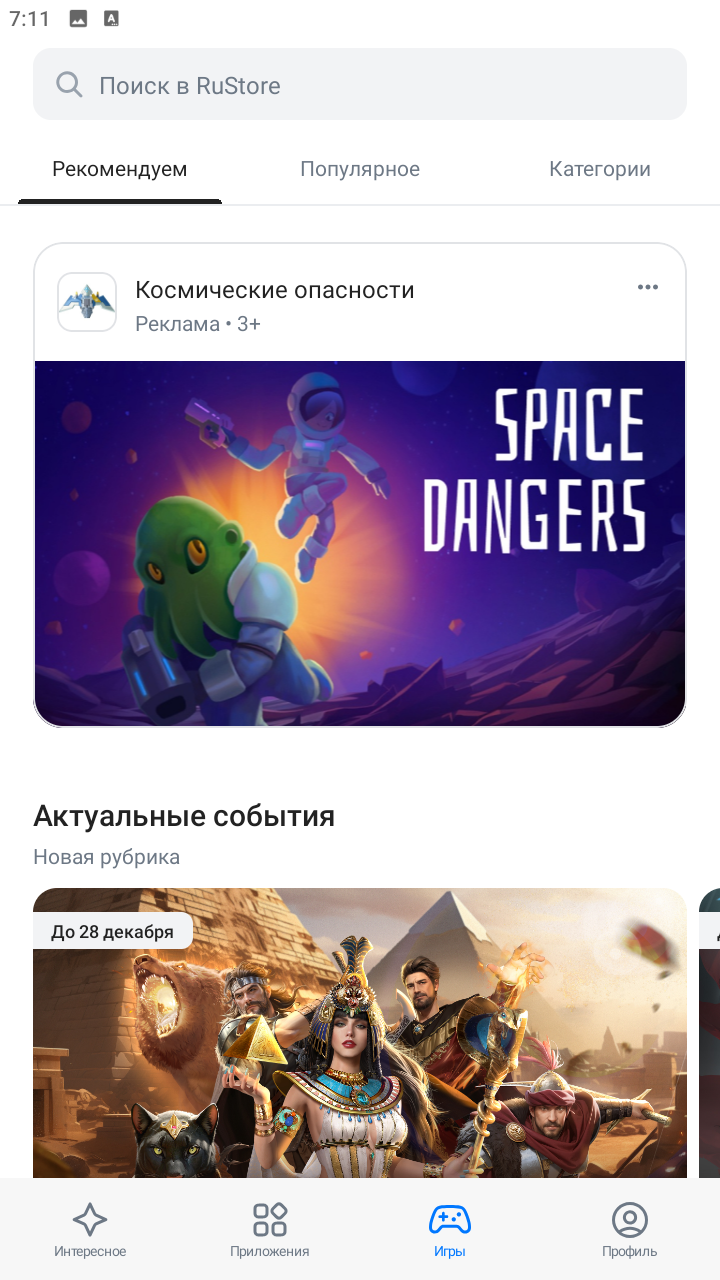 7:11
Поиск в RuStore
Рекомендуем
Популярное
Категории
Космические опасности
Реклама • 3+
SPACE
DANGERS
Актуальные события
Новая рубрика
До 28 декабря
Интересное
Приложения
Игры
Профиль